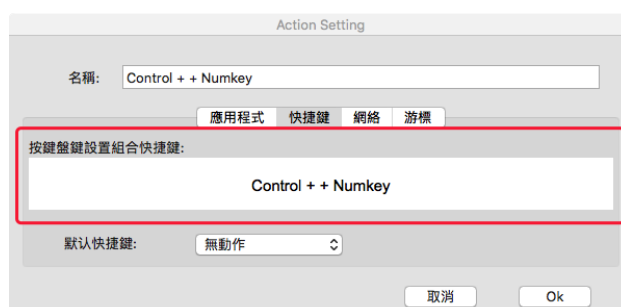 Action Setting
名稱: Control + + Numkey
應用程式 快捷鍵 網絡 游標
按鍵盤鍵設置組合快捷鍵:
Control + + Numkey
默认快捷鍵: 無動作
取消 Ok